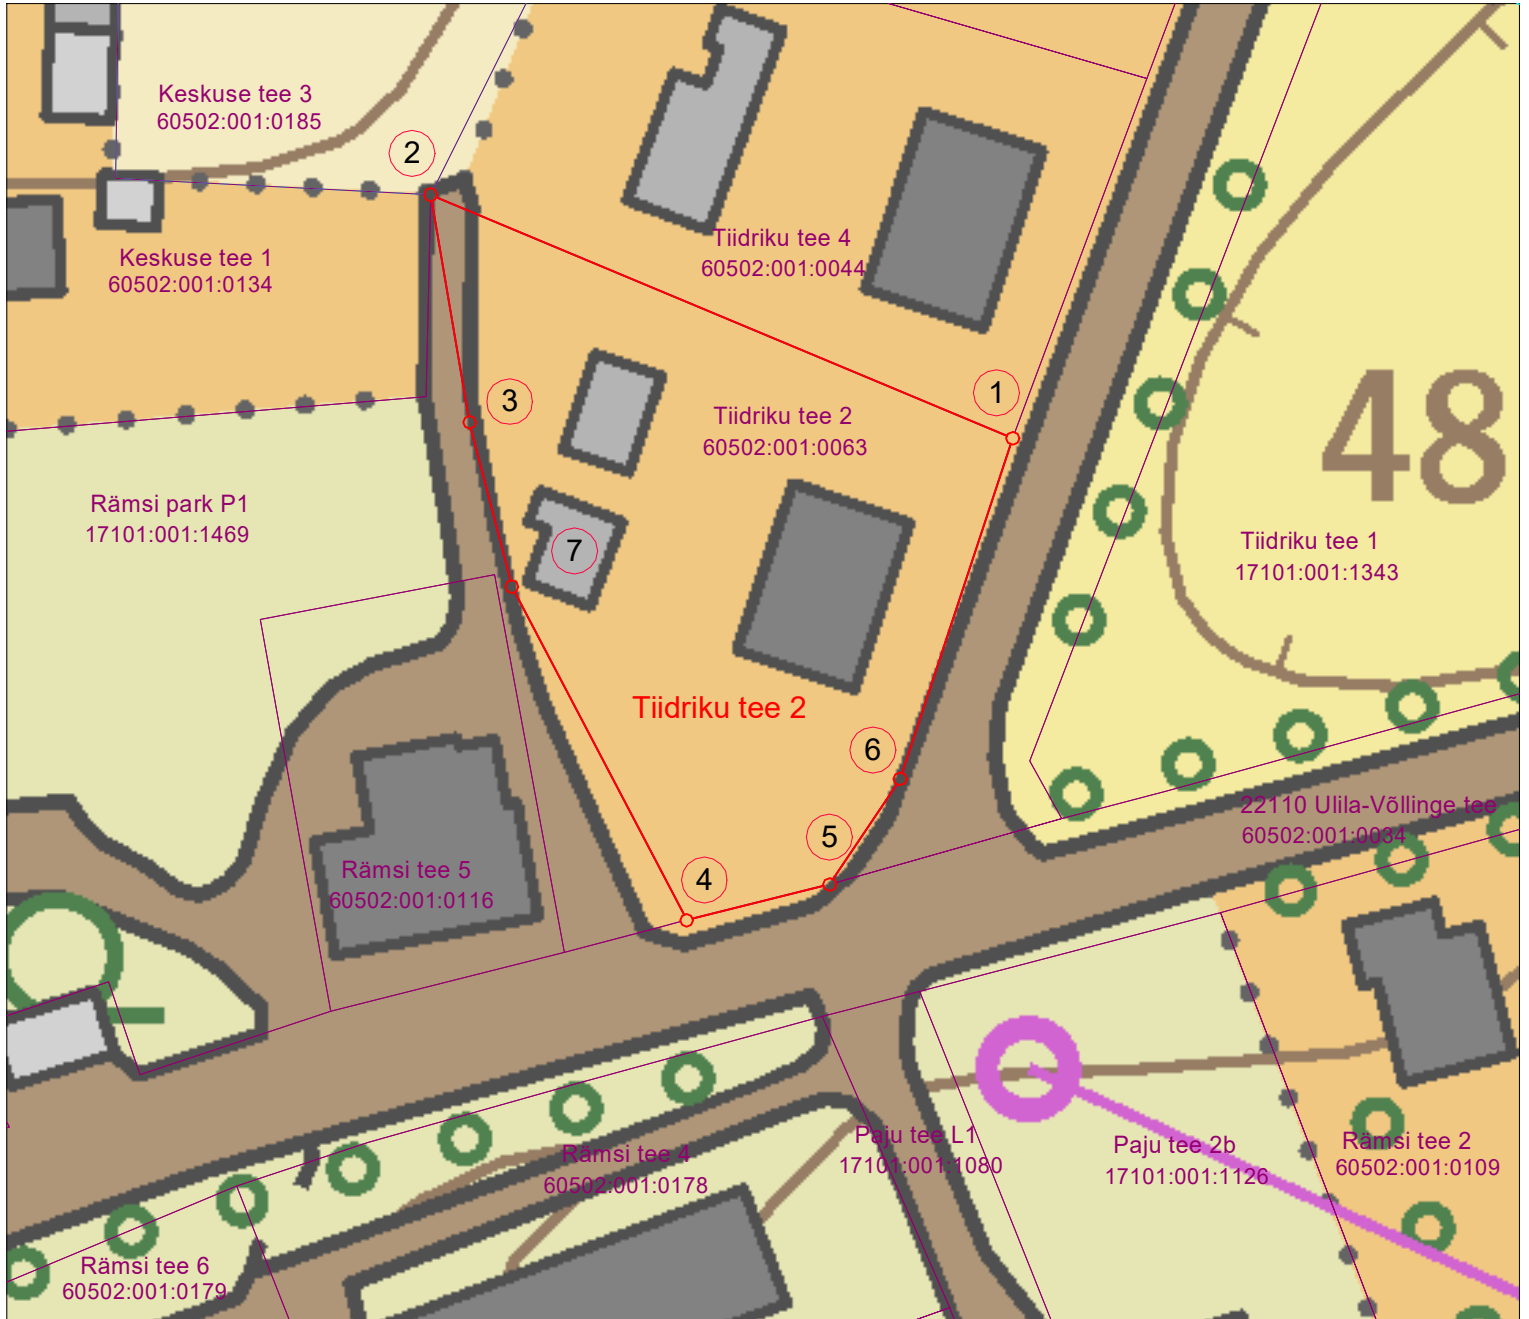 Keskuse tee 3
60502:001:0185
2
Tiidriku tee 4
60502:001:0044
Keskuse tee 1
60502:001:0134
1
3
Tiidriku tee 2
60502:001:0063
48
Rämsi park P1
17101:001:1469
7
Tiidriku tee 1
17101:001:1343
Tiidriku tee 2
6
22110 Ulila-Võllinge tee
60502:001:0034
5
4
Rämsi tee 5
60502:001:0116
Rämsi tee 4
60502:001:0178
Paju tee L1
17101:001:1080
Paju tee 2b
17101:001:1126
Rämsi tee 2
60502:001:0109
Rämsi tee 6
60502:001:0179